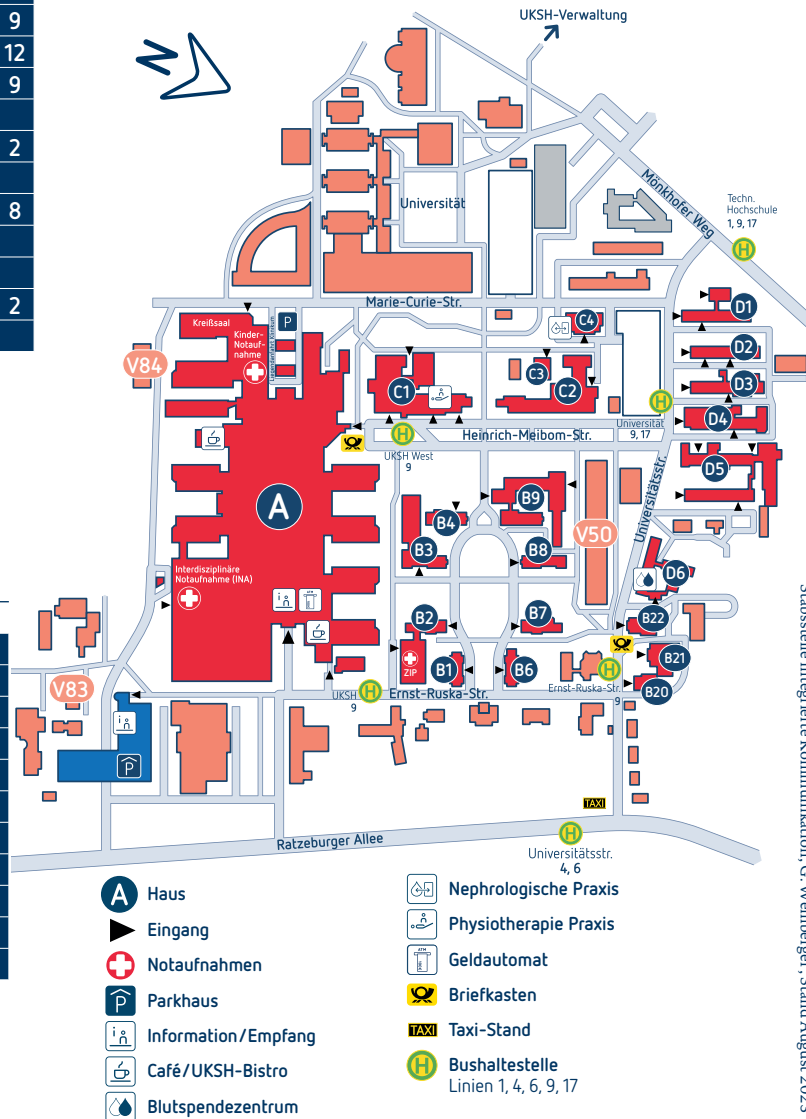 9
12
9
2
8
2
UKSH-Verwaltung
Universität
Mönkhofer Weg
Techn.
Hochschule
1, 9, 17
H
Marie-Curie-Str.
Kreißsaal
Kinder-
Notauf-
nahme
P
Liegendanfahrt Klinikum
V84
C4
C3
C2
C1
D1
D2
D3
D4
D5
H
Universität
9, 17
H
UKSH West
9
Heinrich-Meibom-Str.
Universitätsstr.
A
B9
B4
B3
B8
V50
D6
Interdisziplinäre
Notaufnahme (INA)
ATM
B2
B7
B22
ZIP
B1
B6
B21
B20
V83
UKSH
9
H
Ernst-Ruska-Str.
Ernst-Ruska-Str.
9
H
P
TAXI
Ratzeburger Allee
H
Universitätsstr.
4, 6
A Haus
Eingang
Notaufnahmen
P Parkhaus
Information/Empfang
Café/UKSH-Bistro
Blutspendezentrum
Nephrologische Praxis
Physiotherapie Praxis
ATM Geldautomat
Briefkasten
TAXI Taxi-Stand
H Bushaltestelle
Linien 1, 4, 6, 9, 17